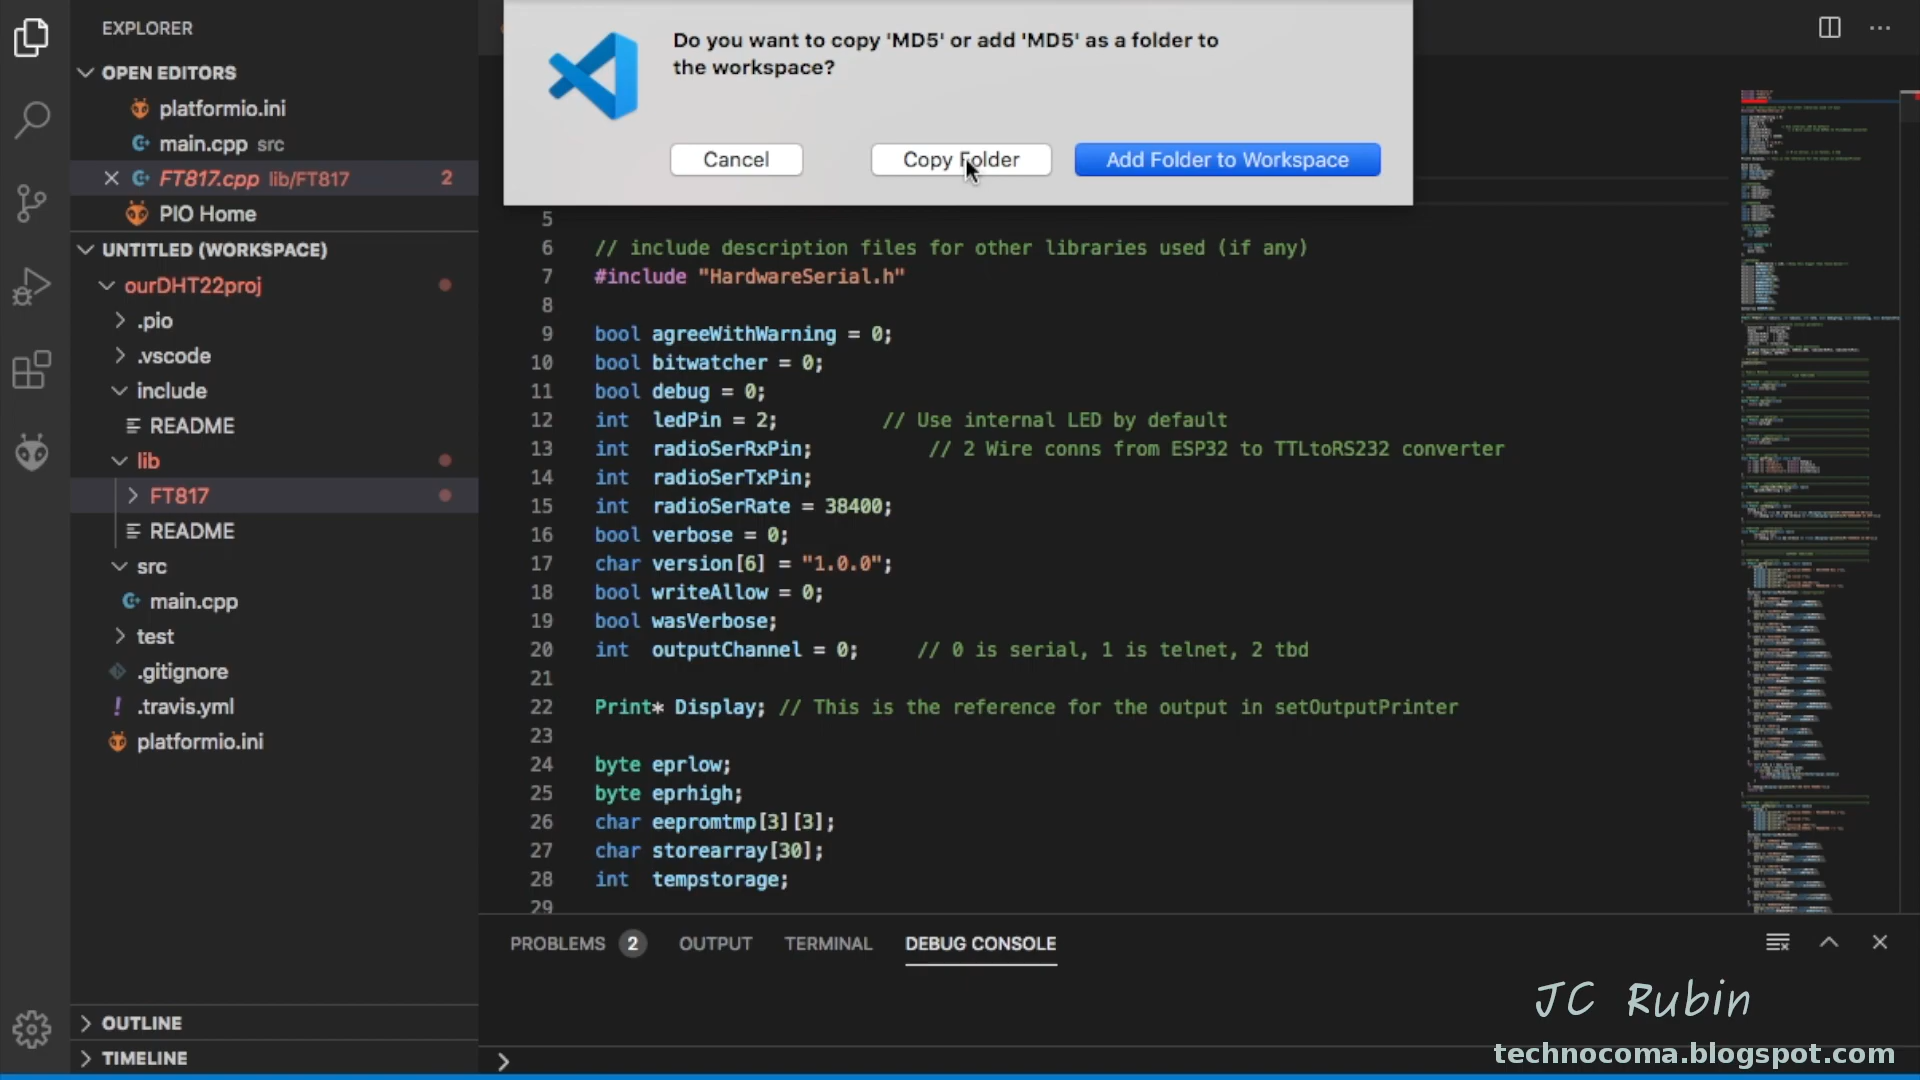 EXPLORER
OPEN EDITORS
platformio.ini
main.cpp src
FT817.cpp lib/FT817 2
PIO Home
UNTITLED (WORKSPACE)
ourDHT22proj
.pio
.vscode
include
README
lib
FT817
README
src
main.cpp
test
.gitignore
.travis.yml
platformio.ini
OUTLINE
TIMELINE
Do you want to copy 'MD5' or add 'MD5' as a folder to
the workspace?
Cancel
Copy Folder
Add Folder to Workspace
5
6 // include description files for other libraries used (if any)
7 #include "HardwareSerial.h"
8
9 bool agreeWithWarning = 0;
10 bool bitwatcher = 0;
11 bool debug = 0;
12 int ledPin = 2; // Use internal LED by default
13 int radioSerRxPin; // 2 Wire conns from ESP32 to TTLtoRS232 converter
14 int radioSerTxPin;
15 int radioSerRate = 38400;
16 bool verbose = 0;
17 char version[6] = "1.0.0";
18 bool writeAllow = 0;
19 bool wasVerbose;
20 int outputChannel = 0; // 0 is serial, 1 is telnet, 2 tbd
21
22 Print* Display; // This is the reference for the output in setOutputPrinter
23
24 byte eprlow;
25 byte eprhigh;
26 char eepromtmp[3][3];
27 char storearray[30];
28 int tempstorage;
29
PROBLEMS 2 OUTPUT TERMINAL DEBUG CONSOLE
JC Rubin
technocoma.blogspot.com